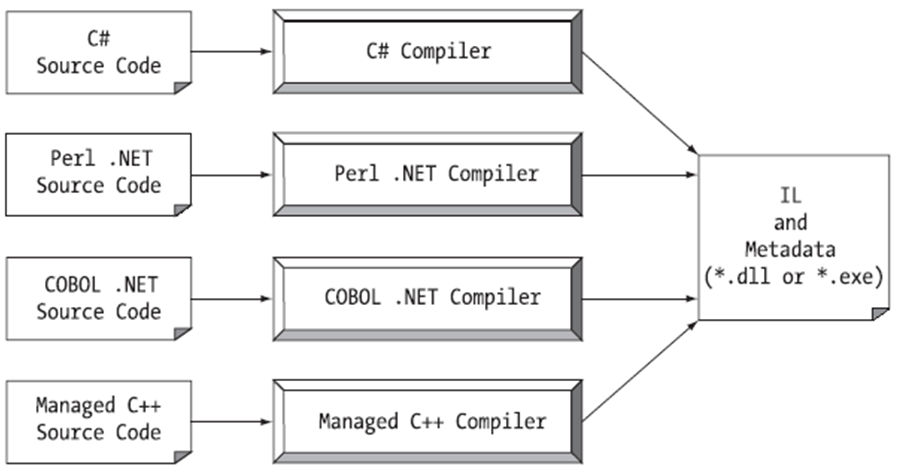 C#
Source Code
C# Compiler
Perl .NET
Source Code
Perl .NET Compiler
COBOL .NET
Source Code
COBOL .NET Compiler
Managed C++
Source Code
Managed C++ Compiler
IL
and
Metadata
(*.dll or *.exe)